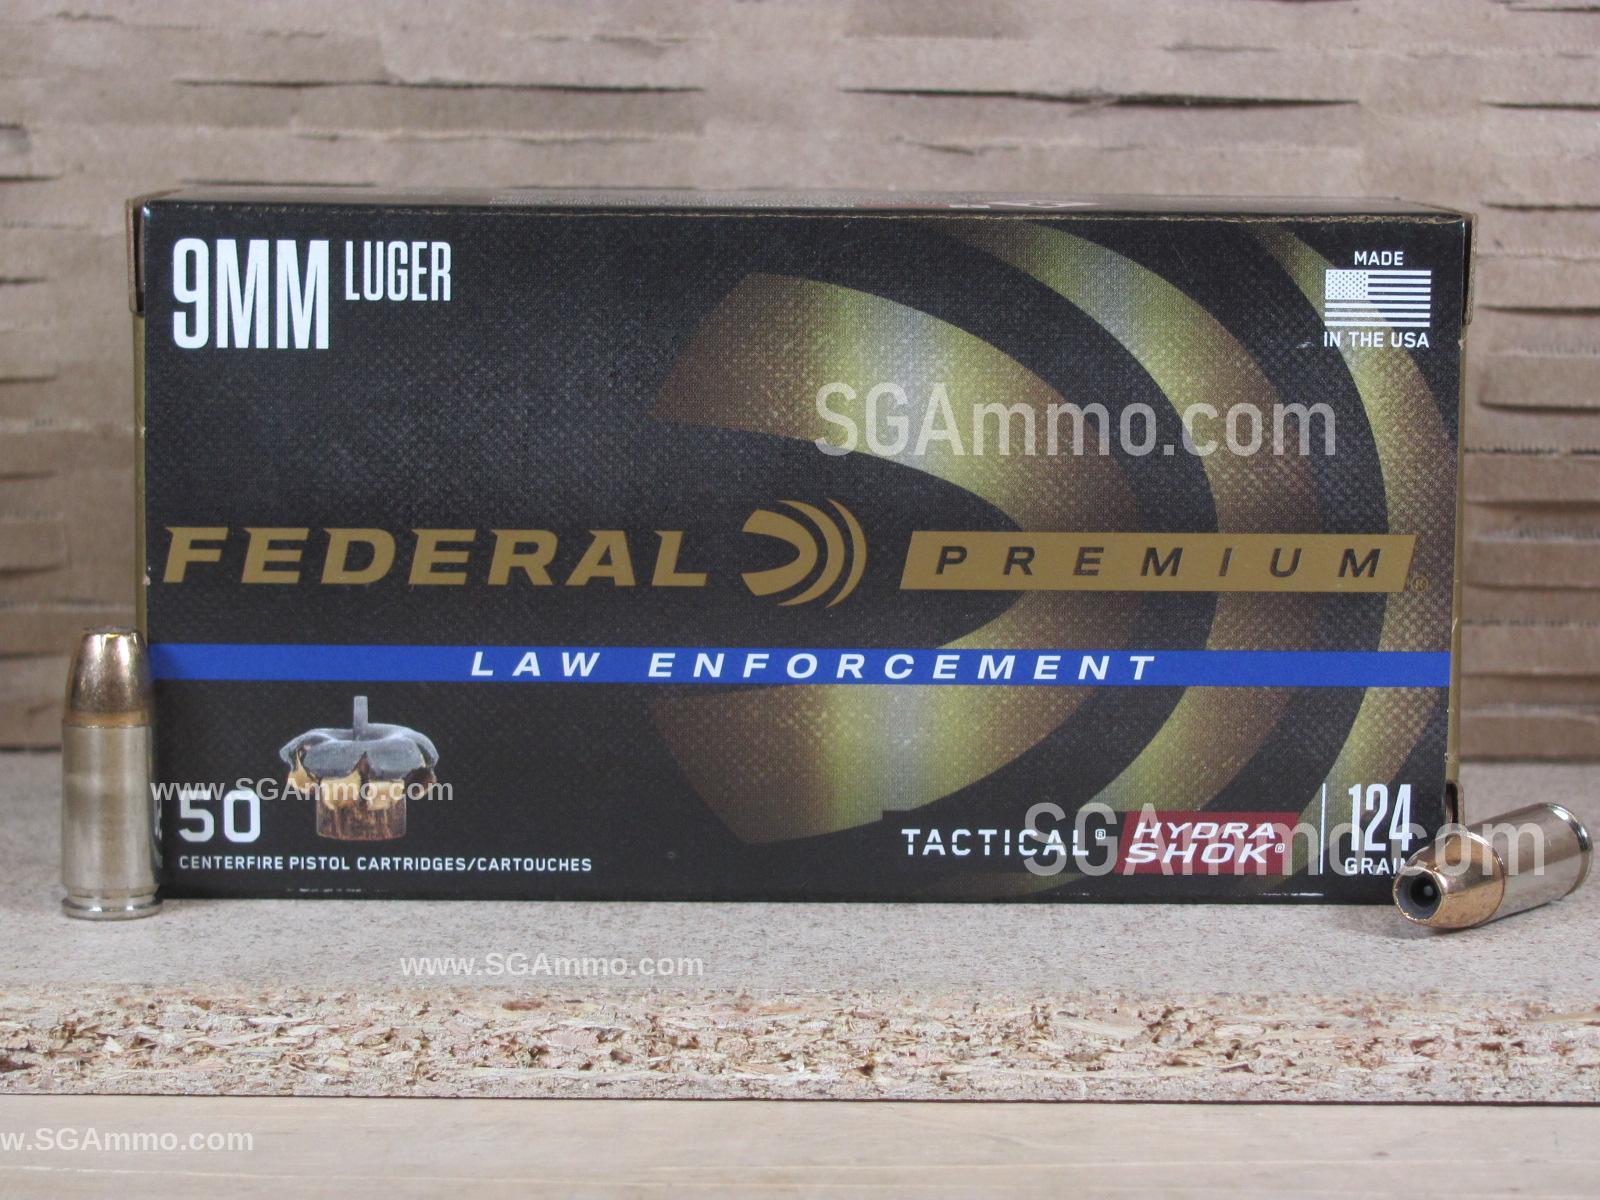 9MM LUGER
MADE
IN THE USA
SGAmmo.com
FEDERAL PREMIUM®
LAW ENFORCEMENT
www.SGAmmo.com
50
CENTERFIRE PISTOL CARTRIDGES/CARTOUCHES
TACTICAL® HYDRA SHOK®
124
GRAIN
SGAmmo.com
www.SGAmmo.com
w.SGAmmo.com